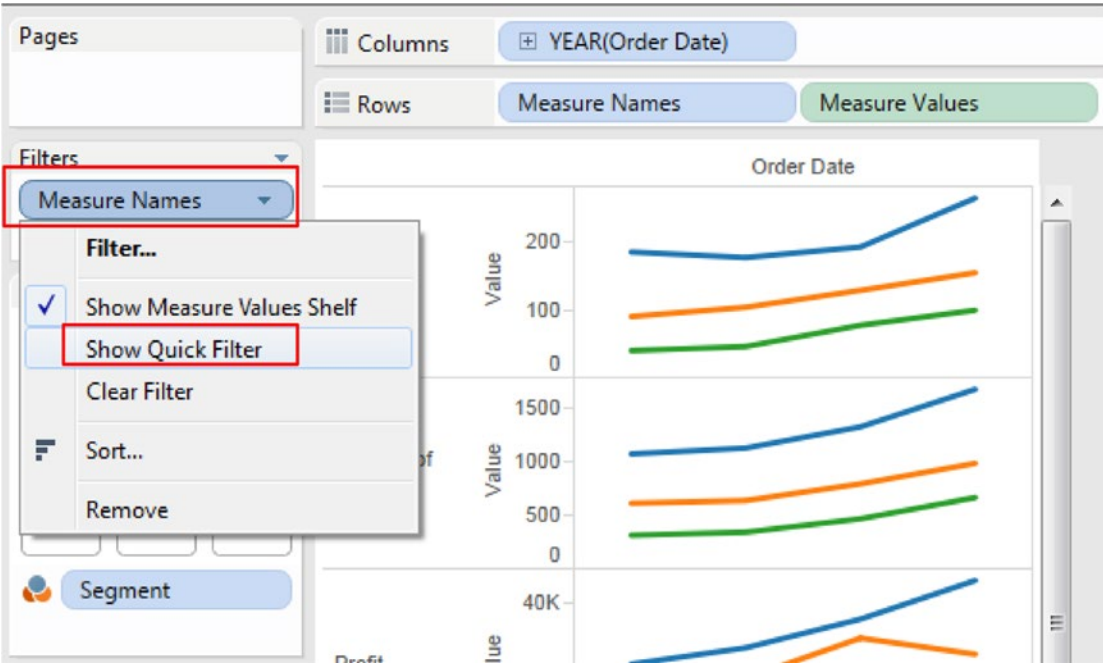 Pages
Columns
YEAR(Order Date)
Rows
Measure Names
Measure Values
Filters
Measure Names
Filter...
Show Measure Values Shelf
Show Quick Filter
Clear Filter
Sort...
Remove
Segment
Order Date
Value
200
100
0
of
Value
1500
1000
500
0
Profit
40K